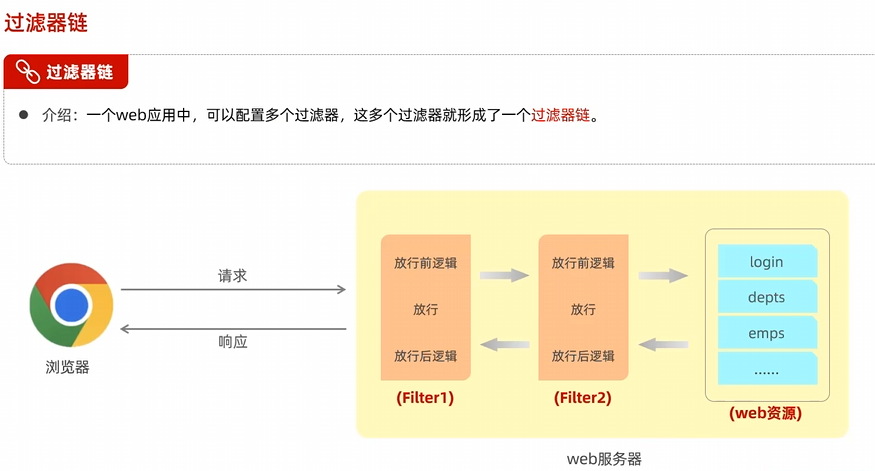 过滤器链
过滤器链
介绍：一个web应用中，可以配置多个过滤器，这多个过滤器就形成了一个过滤器链。
请求
响应
浏览器
放行前逻辑
放行
放行后逻辑
(Filter1)
放行前逻辑
放行
放行后逻辑
(Filter2)
login
depts
emps
......
(web资源)
web服务器